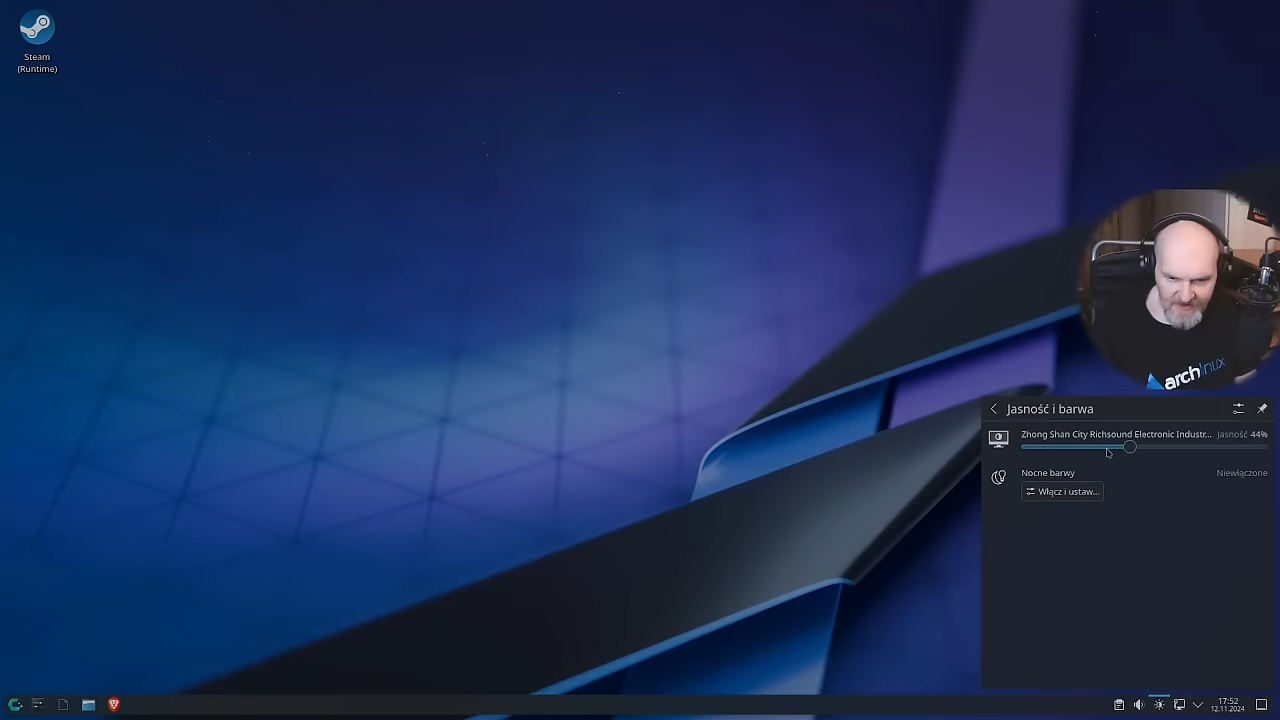 Steam
(Runtime)
archlinux
Jasność i barwa
Zhong Shan City Richsound Electronic Industr... Jasność 44%
Nocne barwy Niewłączone
Włącz i ustaw...
17:52
12.11.2024